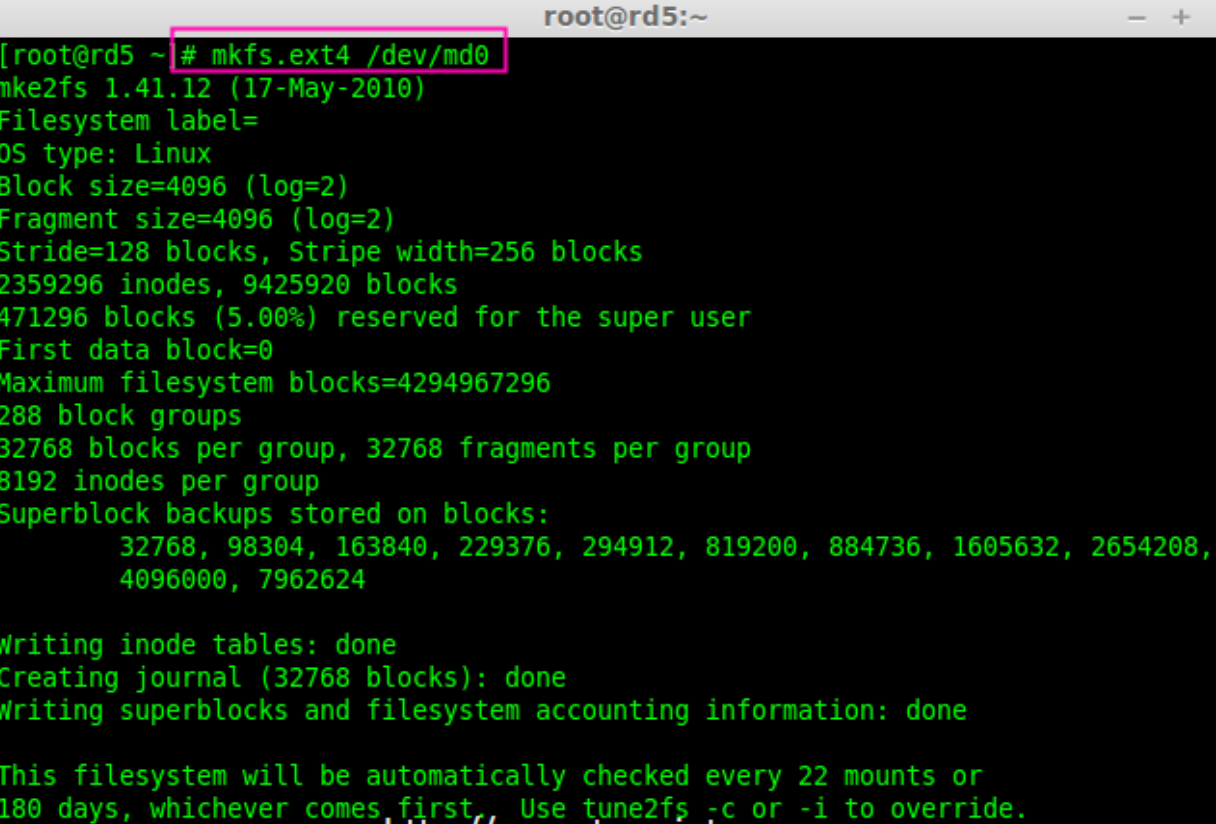 root@rd5:~
[root@rd5 ~]# mkfs.ext4 /dev/md0
mke2fs 1.41.12 (17-May-2010)
Filesystem label=
OS type: Linux
Block size=4096 (log=2)
Fragment size=4096 (log=2)
Stride=128 blocks, Stripe width=256 blocks
2359296 inodes, 9425920 blocks
471296 blocks (5.00%) reserved for the super user
First data block=0
Maximum filesystem blocks=4294967296
288 block groups
32768 blocks per group, 32768 fragments per group
8192 inodes per group
Superblock backups stored on blocks:
32768, 98304, 163840, 229376, 294912, 819200, 884736, 1605632, 2654208,
4096000, 7962624
Writing inode tables: done
Creating journal (32768 blocks): done
Writing superblocks and filesystem accounting information: done
This filesystem will be automatically checked every 22 mounts or
180 days, whichever comes first.  Use tune2fs -c or -i to override.